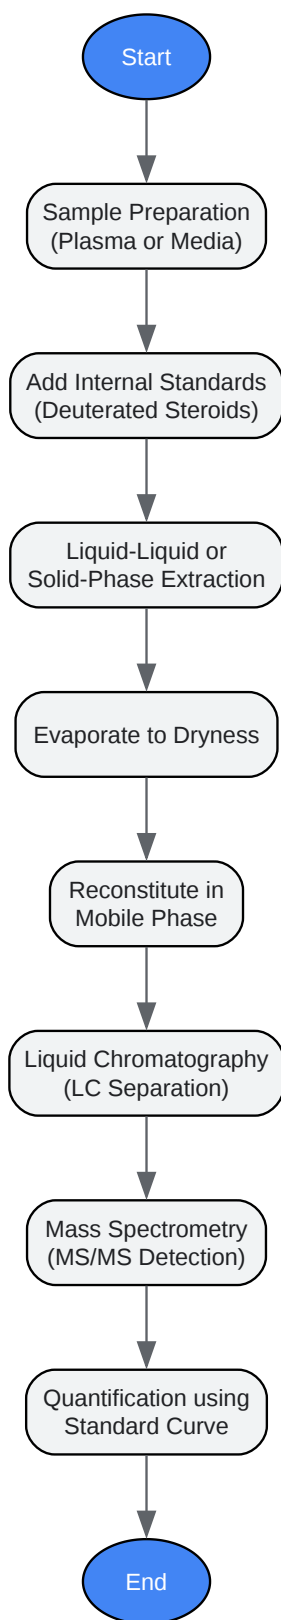 Start
Sample Preparation
(Plasma or Media)
Add Internal Standards
(Deuterated Steroids)
Liquid-Liquid or
Solid-Phase Extraction
Evaporate to Dryness
Reconstitute in
Mobile Phase
Liquid Chromatography
(LC Separation)
Mass Spectrometry
(MS/MS Detection)
Quantification using
Standard Curve
End